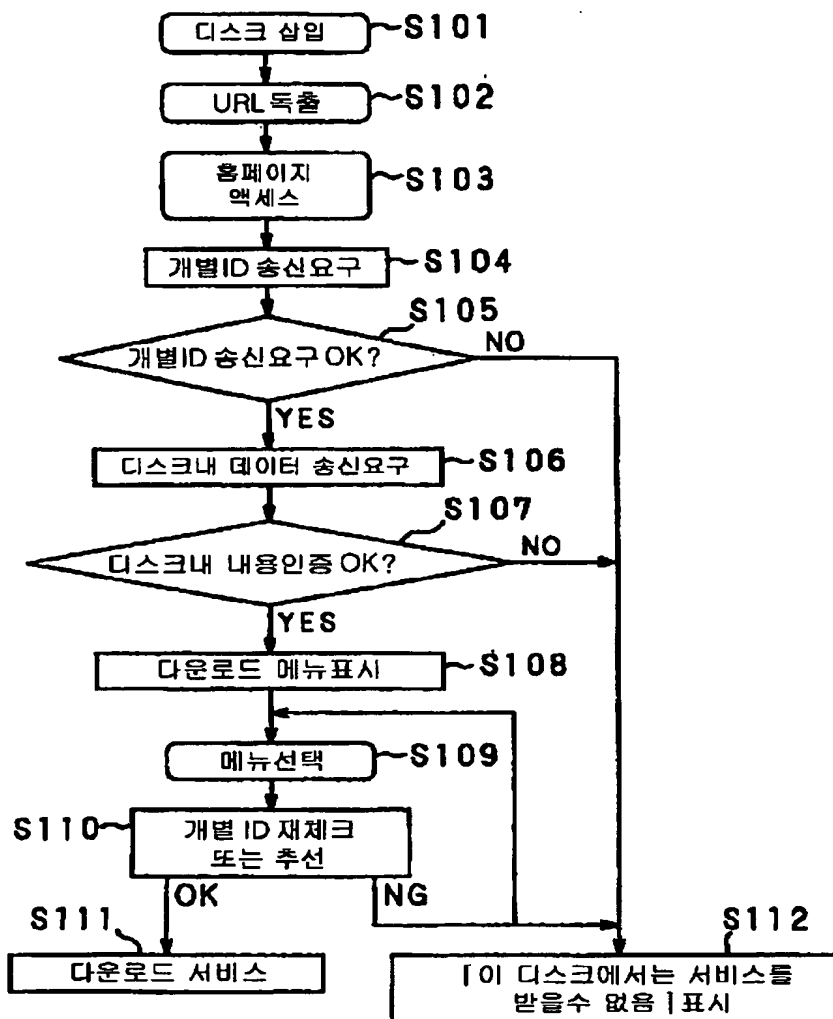 디스크 삽입
S101
URL 독출
S102
홈페이지
액세스
S103
개별ID 송신요구
S104
S105
개별ID 송신요구 OK?
NO
YES
디스크내 데이터 송신요구
S106
S107
디스크내 내용인증 OK?
NO
YES
다운로드 메뉴표시
S108
메뉴선택
S109
S110
개별 ID 재체크
또는 추선
OK
NG
S111
다운로드 서비스
S112
[이 디스크에서는 서비스를
받을수 없음] 표시